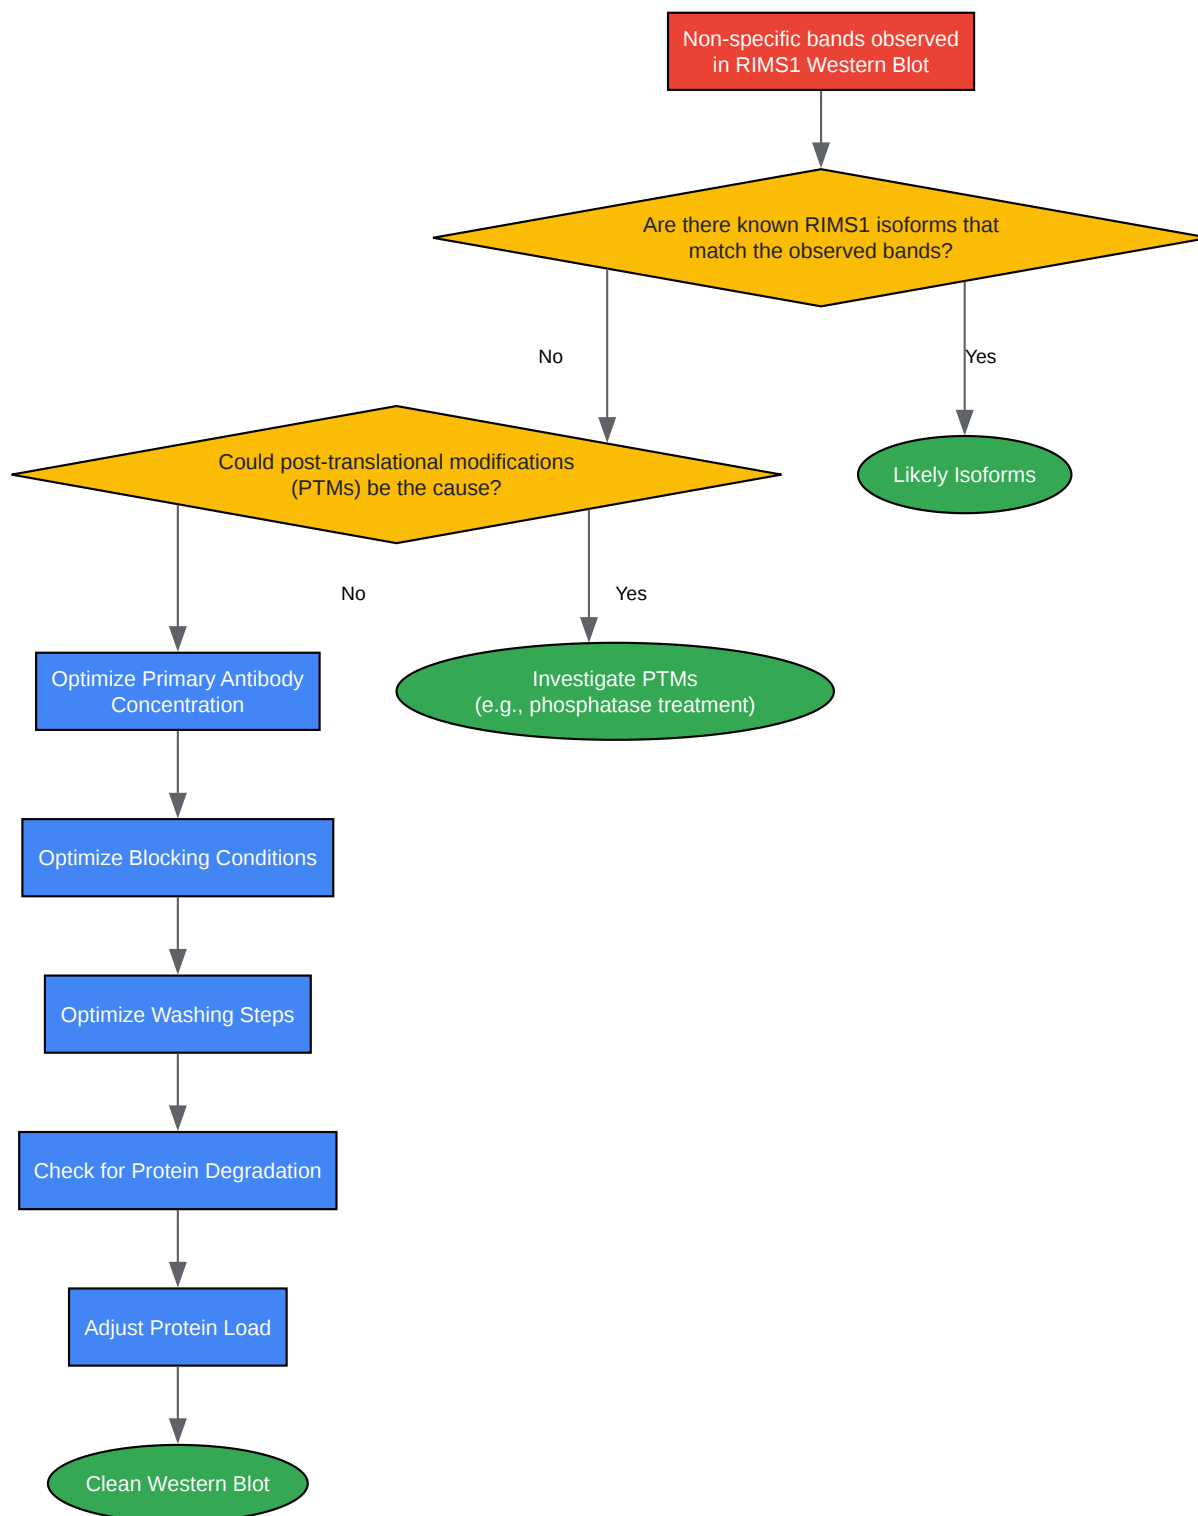 Non-specific bands observed
in RIMS1 Western Blot
Are there known RIMS1 isoforms that
match the observed bands?
No
Yes
Could post-translational modifications
(PTMs) be the cause?
Likely Isoforms
No
Yes
Optimize Primary Antibody
Concentration
Investigate PTMs
(e.g., phosphatase treatment)
Optimize Blocking Conditions
Optimize Washing Steps
Check for Protein Degradation
Adjust Protein Load
Clean Western Blot